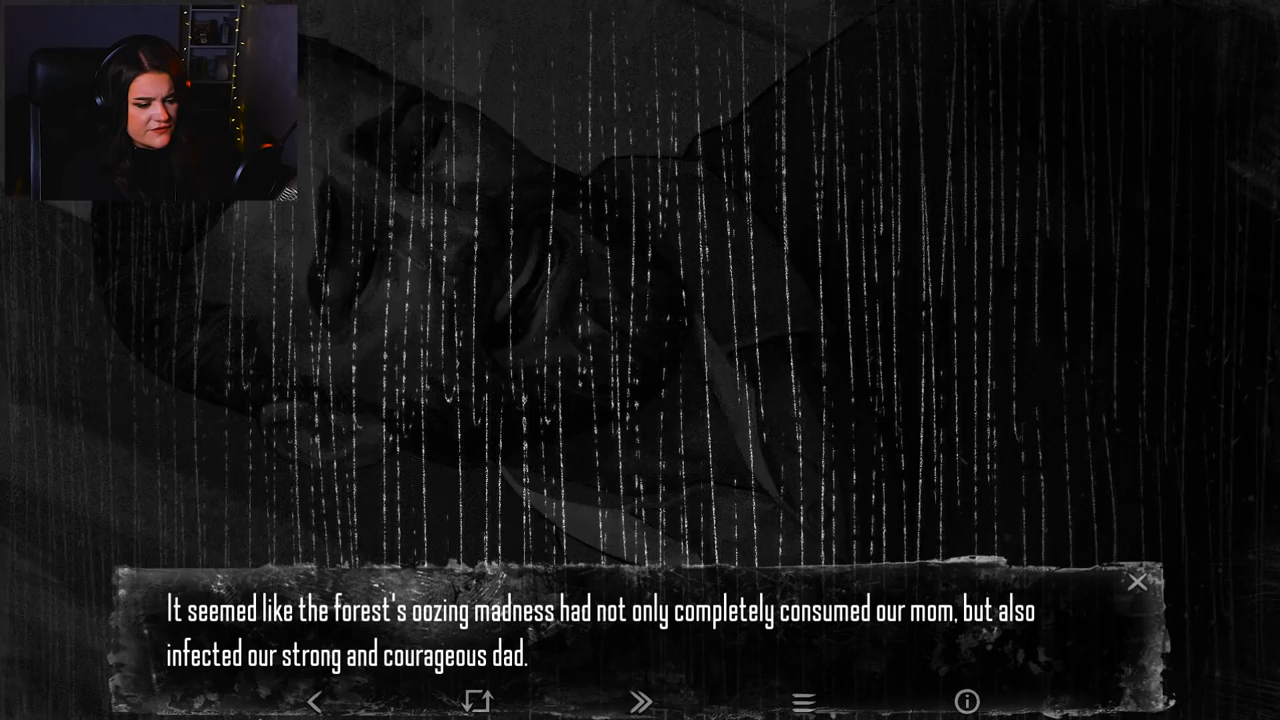 It seemed like the forest's oozing madness had not only completely consumed our mom, but also
infected our strong and courageous dad.